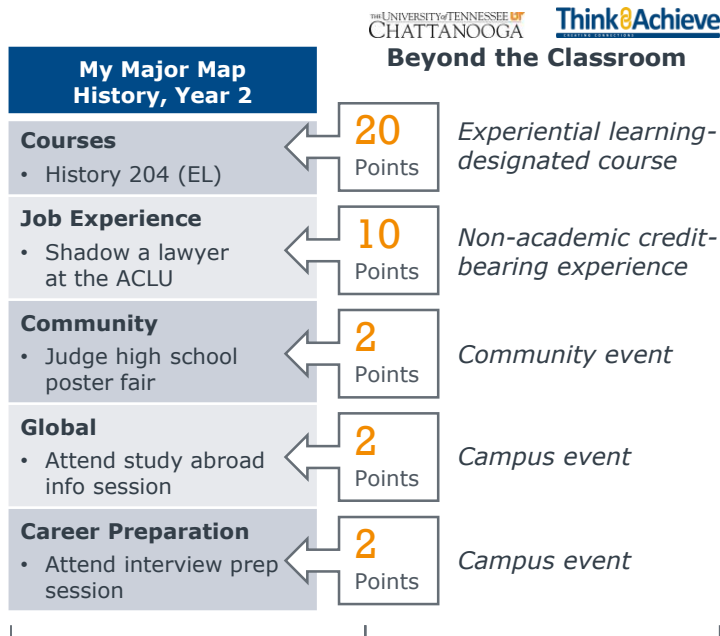 THE UNIVERSITY of TENNESSEE UT
CHATTANOOGA
Think Achieve
CREATING CONNECTIONS
Beyond the Classroom
My Major Map
History, Year 2
Courses
• History 204 (EL)
20
Points
Experiential learning-
designated course
Job Experience
• Shadow a lawyer
at the ACLU
10
Points
Non-academic credit-
bearing experience
Community
• Judge high school
poster fair
2
Points
Community event
Global
• Attend study abroad
info session
2
Points
Campus event
Career Preparation
• Attend interview prep
session
2
Points
Campus event